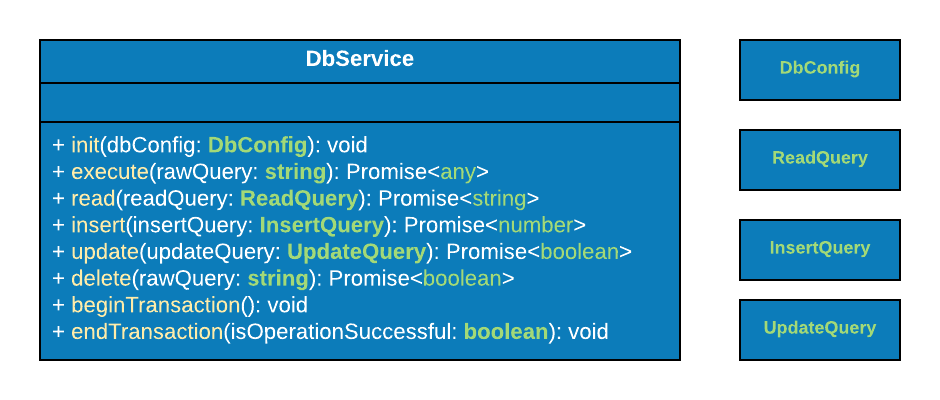 DbService
+ init(dbConfig: DbConfig): void
+ execute(rawQuery: string): Promise<any>
+ read(readQuery: ReadQuery): Promise<string>
+ insert(insertQuery: InsertQuery): Promise<number>
+ update(updateQuery: UpdateQuery): Promise<boolean>
+ delete(rawQuery: string): Promise<boolean>
+ beginTransaction(): void
+ endTransaction(isOperationSuccessful: boolean): void
DbConfig
ReadQuery
InsertQuery
UpdateQuery